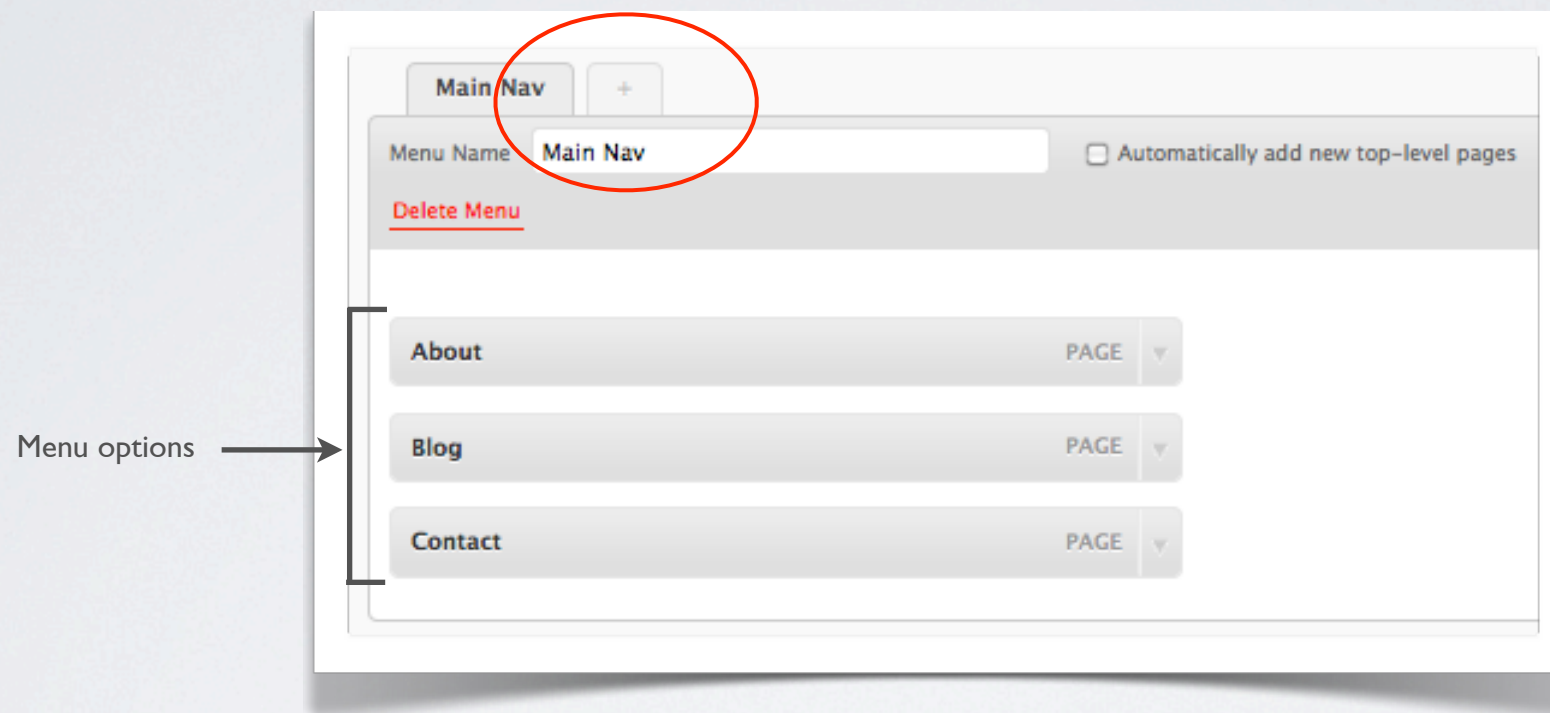 Main Nav +
Menu Name Main Nav Automatically add new top-level pages
Delete Menu
About PAGE
Menu options
Blog PAGE
Contact PAGE